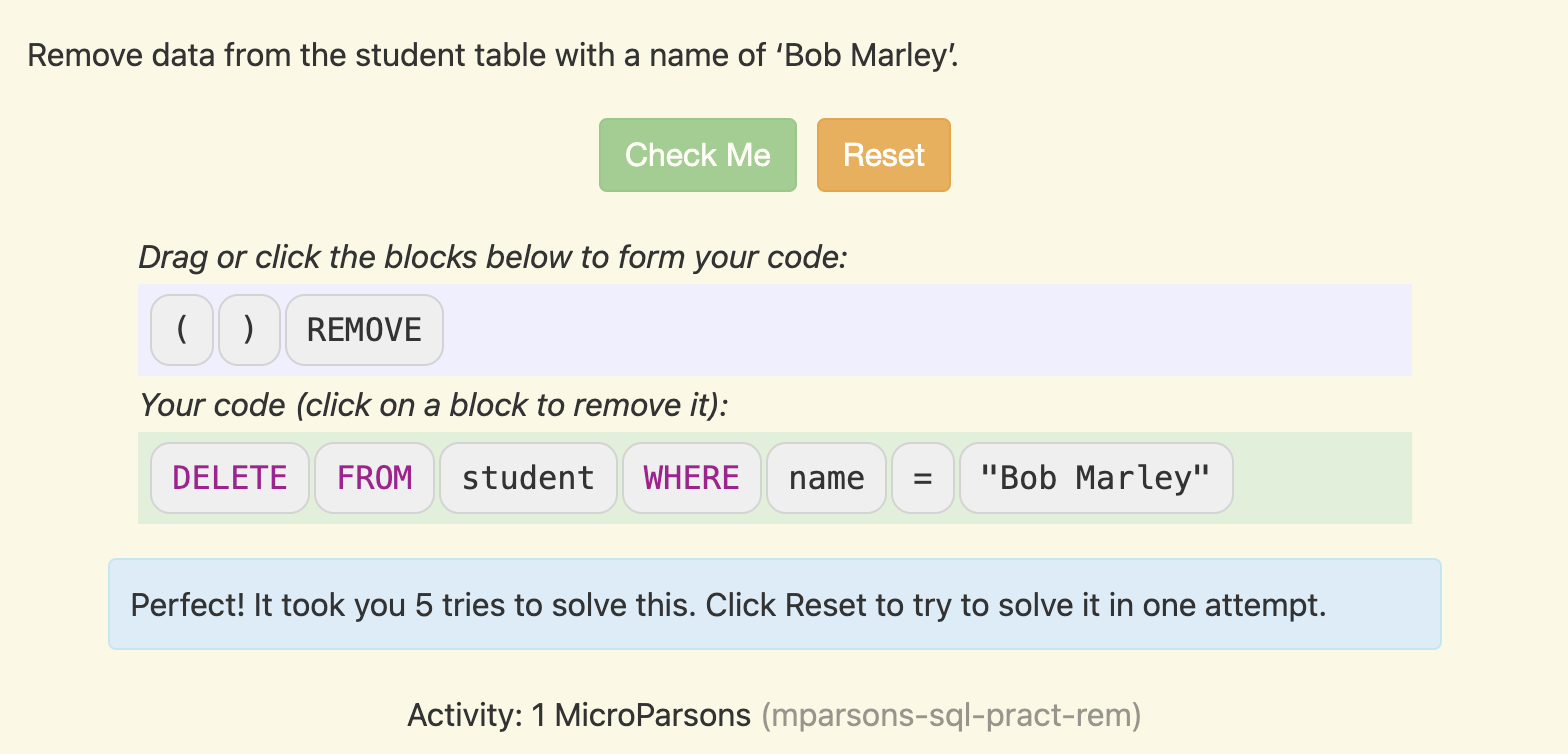 Remove data from the student table with a name of ‘Bob Marley’.
Check Me Reset
Drag or click the blocks below to form your code:
( ) REMOVE
Your code (click on a block to remove it):
DELETE FROM student WHERE name = "Bob Marley"
Perfect! It took you 5 tries to solve this. Click Reset to try to solve it in one attempt.
Activity: 1 MicroParsons (mparsons-sql-pract-rem)